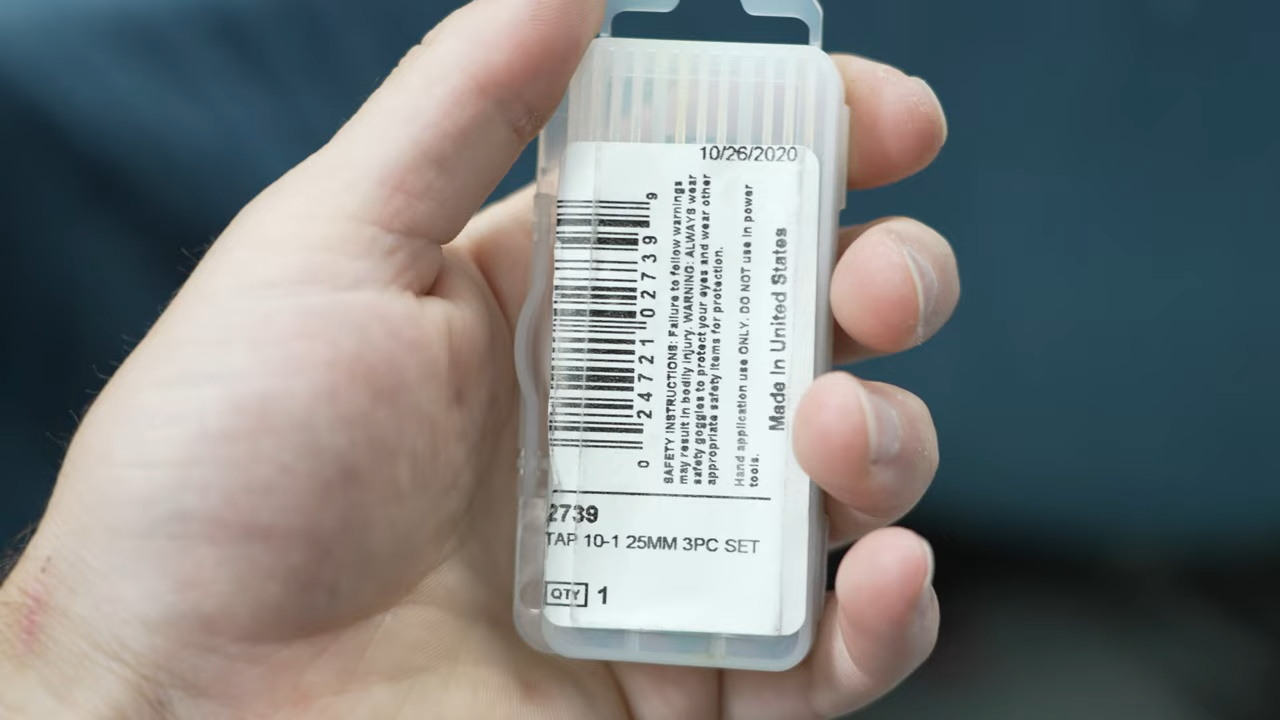 10/26/2020
0 24721 02739 9
SAFETY INSTRUCTIONS: Failure to follow warnings
may result in bodily injury. WARNING: ALWAYS wear
safety goggles to protect your eyes and wear other
appropriate safety items for protection.
Hand application use ONLY. DO NOT use in power
tools.
Made In United States
2739
TAP 10-1 25MM 3PC SET
QTY 1